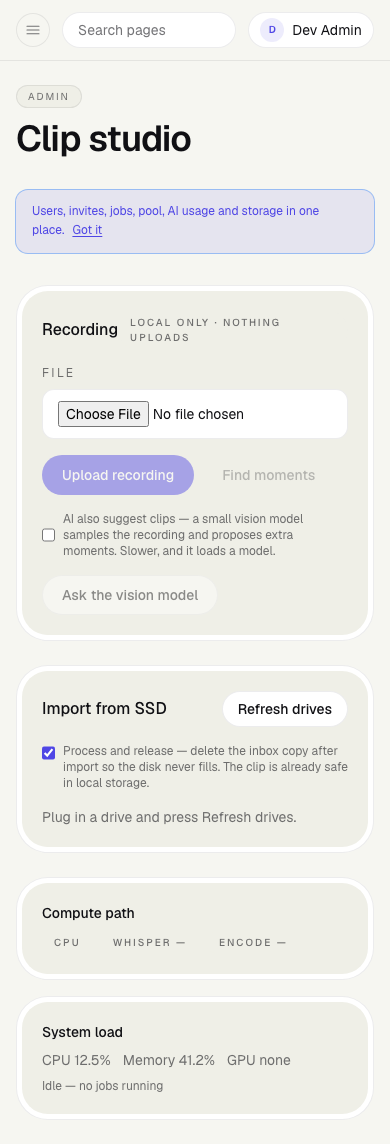 Search pages
D
Dev Admin
ADMIN
Clip studio
Users, invites, jobs, pool, AI usage and storage in one
place. Got it
Recording
LOCAL ONLY · NOTHING
UPLOADS
FILE
Choose File No file chosen
Upload recording
Find moments
AI also suggest clips — a small vision model
samples the recording and proposes extra
moments. Slower, and it loads a model.
Ask the vision model
Import from SSD
Refresh drives
Process and release — delete the inbox copy after
import so the disk never fills. The clip is already safe
in local storage.
Plug in a drive and press Refresh drives.
Compute path
CPU WHISPER — ENCODE —
System load
CPU 12.5% Memory 41.2% GPU none
Idle — no jobs running